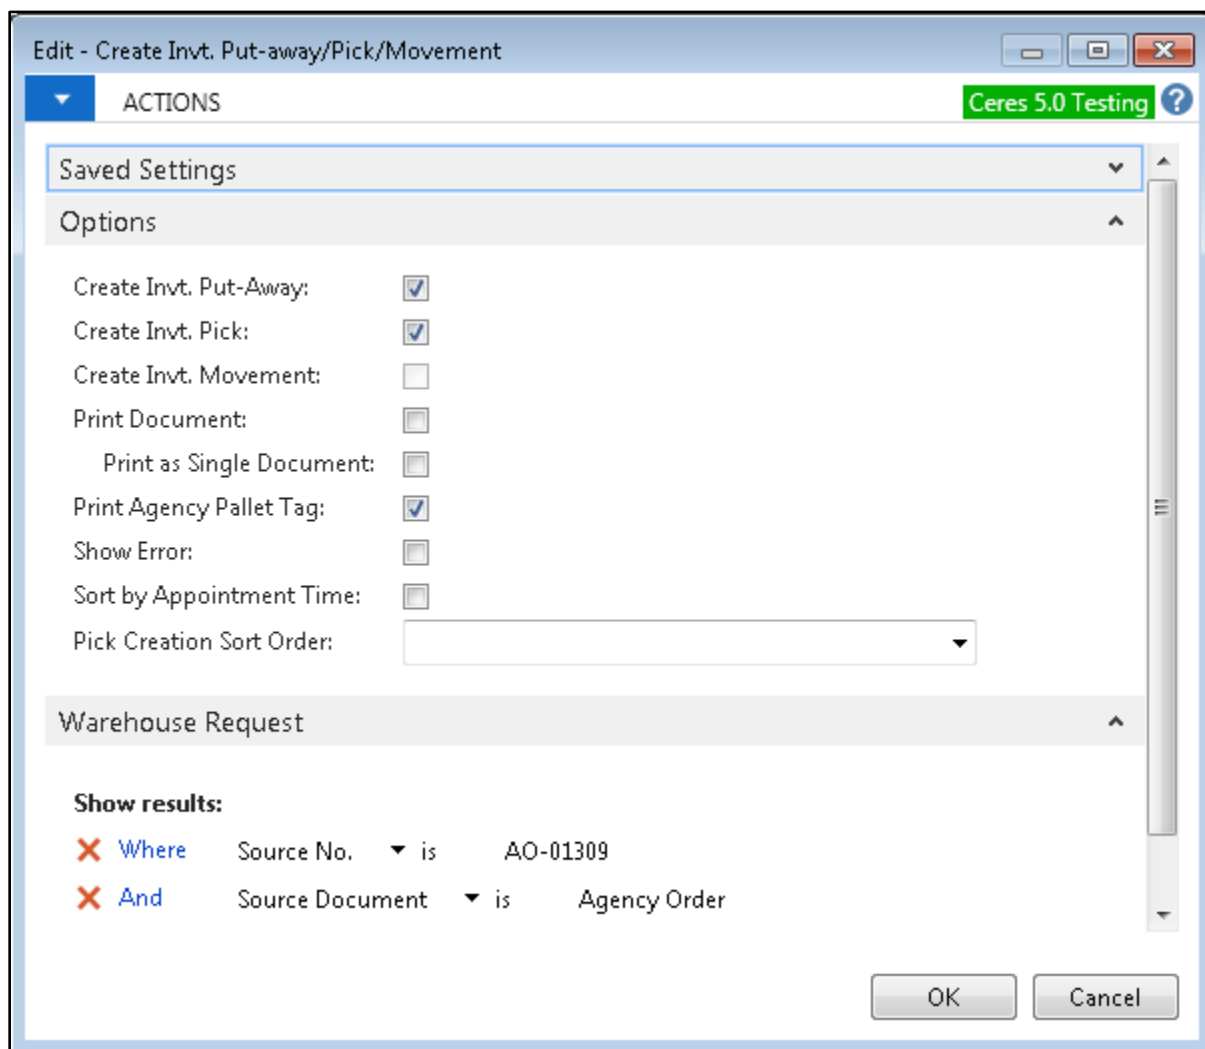 Edit - Create Invt. Put-away/Pick/Movement
ACTIONS
Ceres 5.0 Testing
?
Saved Settings
Options
Create Invt. Put-Away:
Create Invt. Pick:
Create Invt. Movement:
Print Document:
Print as Single Document:
Print Agency Pallet Tag:
Show Error:
Sort by Appointment Time:
Pick Creation Sort Order:
Warehouse Request
Show results:
Where Source No. is AO-01309
And Source Document is Agency Order
OK
Cancel